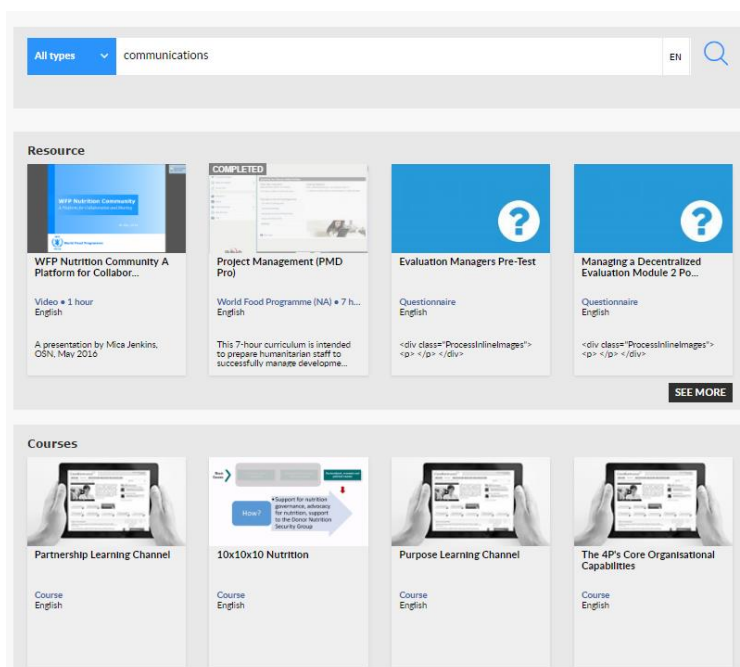 All types
communications
EN
Resource
WFP Nutrition Community
World Food Programme
WFP Nutrition Community A
Platform for Collabor...
Video • 1 hour
English
A presentation by Mica Jenkins,
OSN, May 2016
COMPLETED
Project Management (PMD
Pro)
World Food Programme (NA) • 7 h...
English
This 7-hour curriculum is intended
to prepare humanitarian staff to
successfully manage developme...
?
Evaluation Managers Pre-Test
Questionnaire
English
<div class="ProcessInlineImages">
<p> </p> </div>
?
Managing a Decentralized
Evaluation Module 2 Po...
Questionnaire
English
<div class="ProcessInlineImages">
<p> </p> </div>
SEE MORE
Courses
Partnership Learning Channel
Course
English
How?
•Support for nutrition
governance, advocacy
for nutrition, support
to the Donor Nutrition
Security Group
10x10x10 Nutrition
Course
English
Purpose Learning Channel
Course
English
The 4P's Core Organisational
Capabilities
Course
English